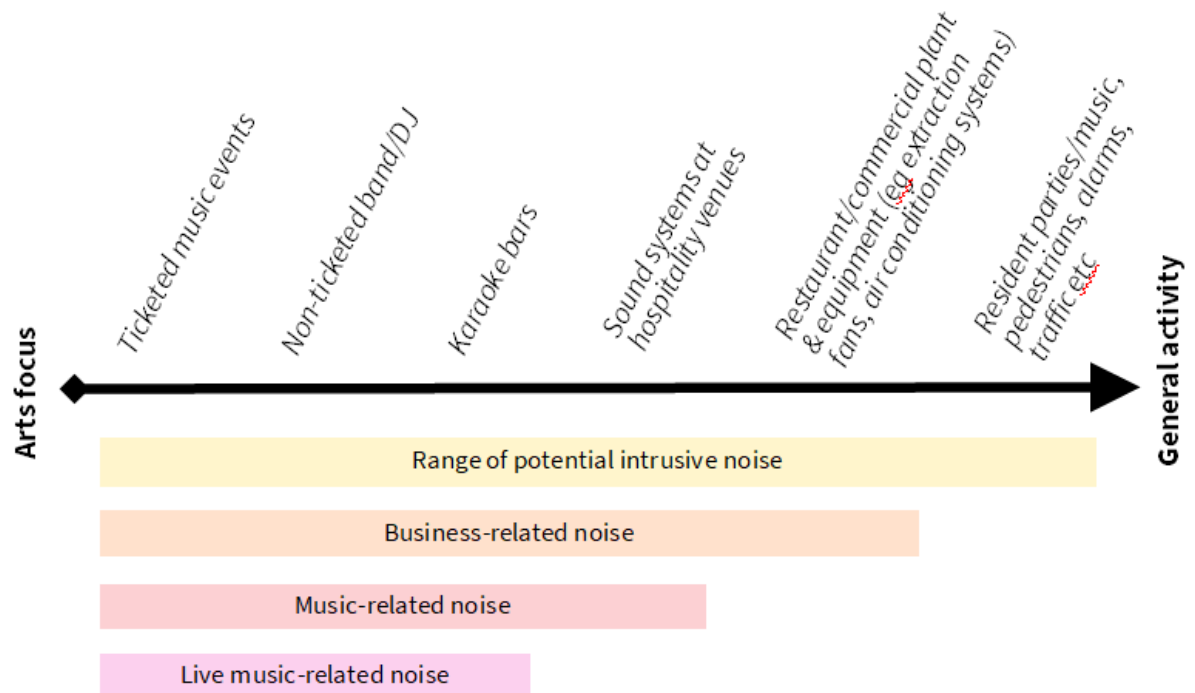 Ticketed music events
Non-ticketed band/DJ
Karaoke bars
Sound systems at
hospitality venues
Restaurant/commercial plant
& equipment (eg extraction
fans, air conditioning systems)
Resident parties/music,
pedestrians, alarms,
traffic etc
Arts focus
General activity
Range of potential intrusive noise
Business-related noise
Music-related noise
Live music-related noise